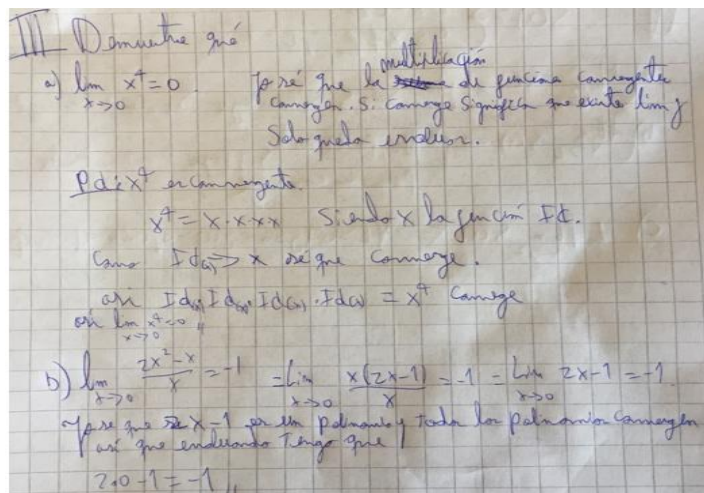 III Demuestre qué
a) lim x⁴ = 0. yo sé que la multiplicación de funciones convergentes
x→0 convergen. Si converge significa que existe lim y
Solo queda evaluar.
Pd: x⁴ es convergente.
x⁴ = x·x·x·x Siendo x la función Id.
Como Id(x) → x sé que converge.
así Id(x)·Id(x)·Id(x)·Id(x) = x⁴ converge
así lim x⁴ = 0 //
x→0
b) lim (2x² - x)/x = -1 = Lim x(2x-1)/x = -1 = Lim 2x-1 = -1.
x→0 x→0 x→0
yo se que 2x-1 es un polinomio y todos los polinomios convergen
así que evaluando tengo que
2·0 - 1 = -1 //